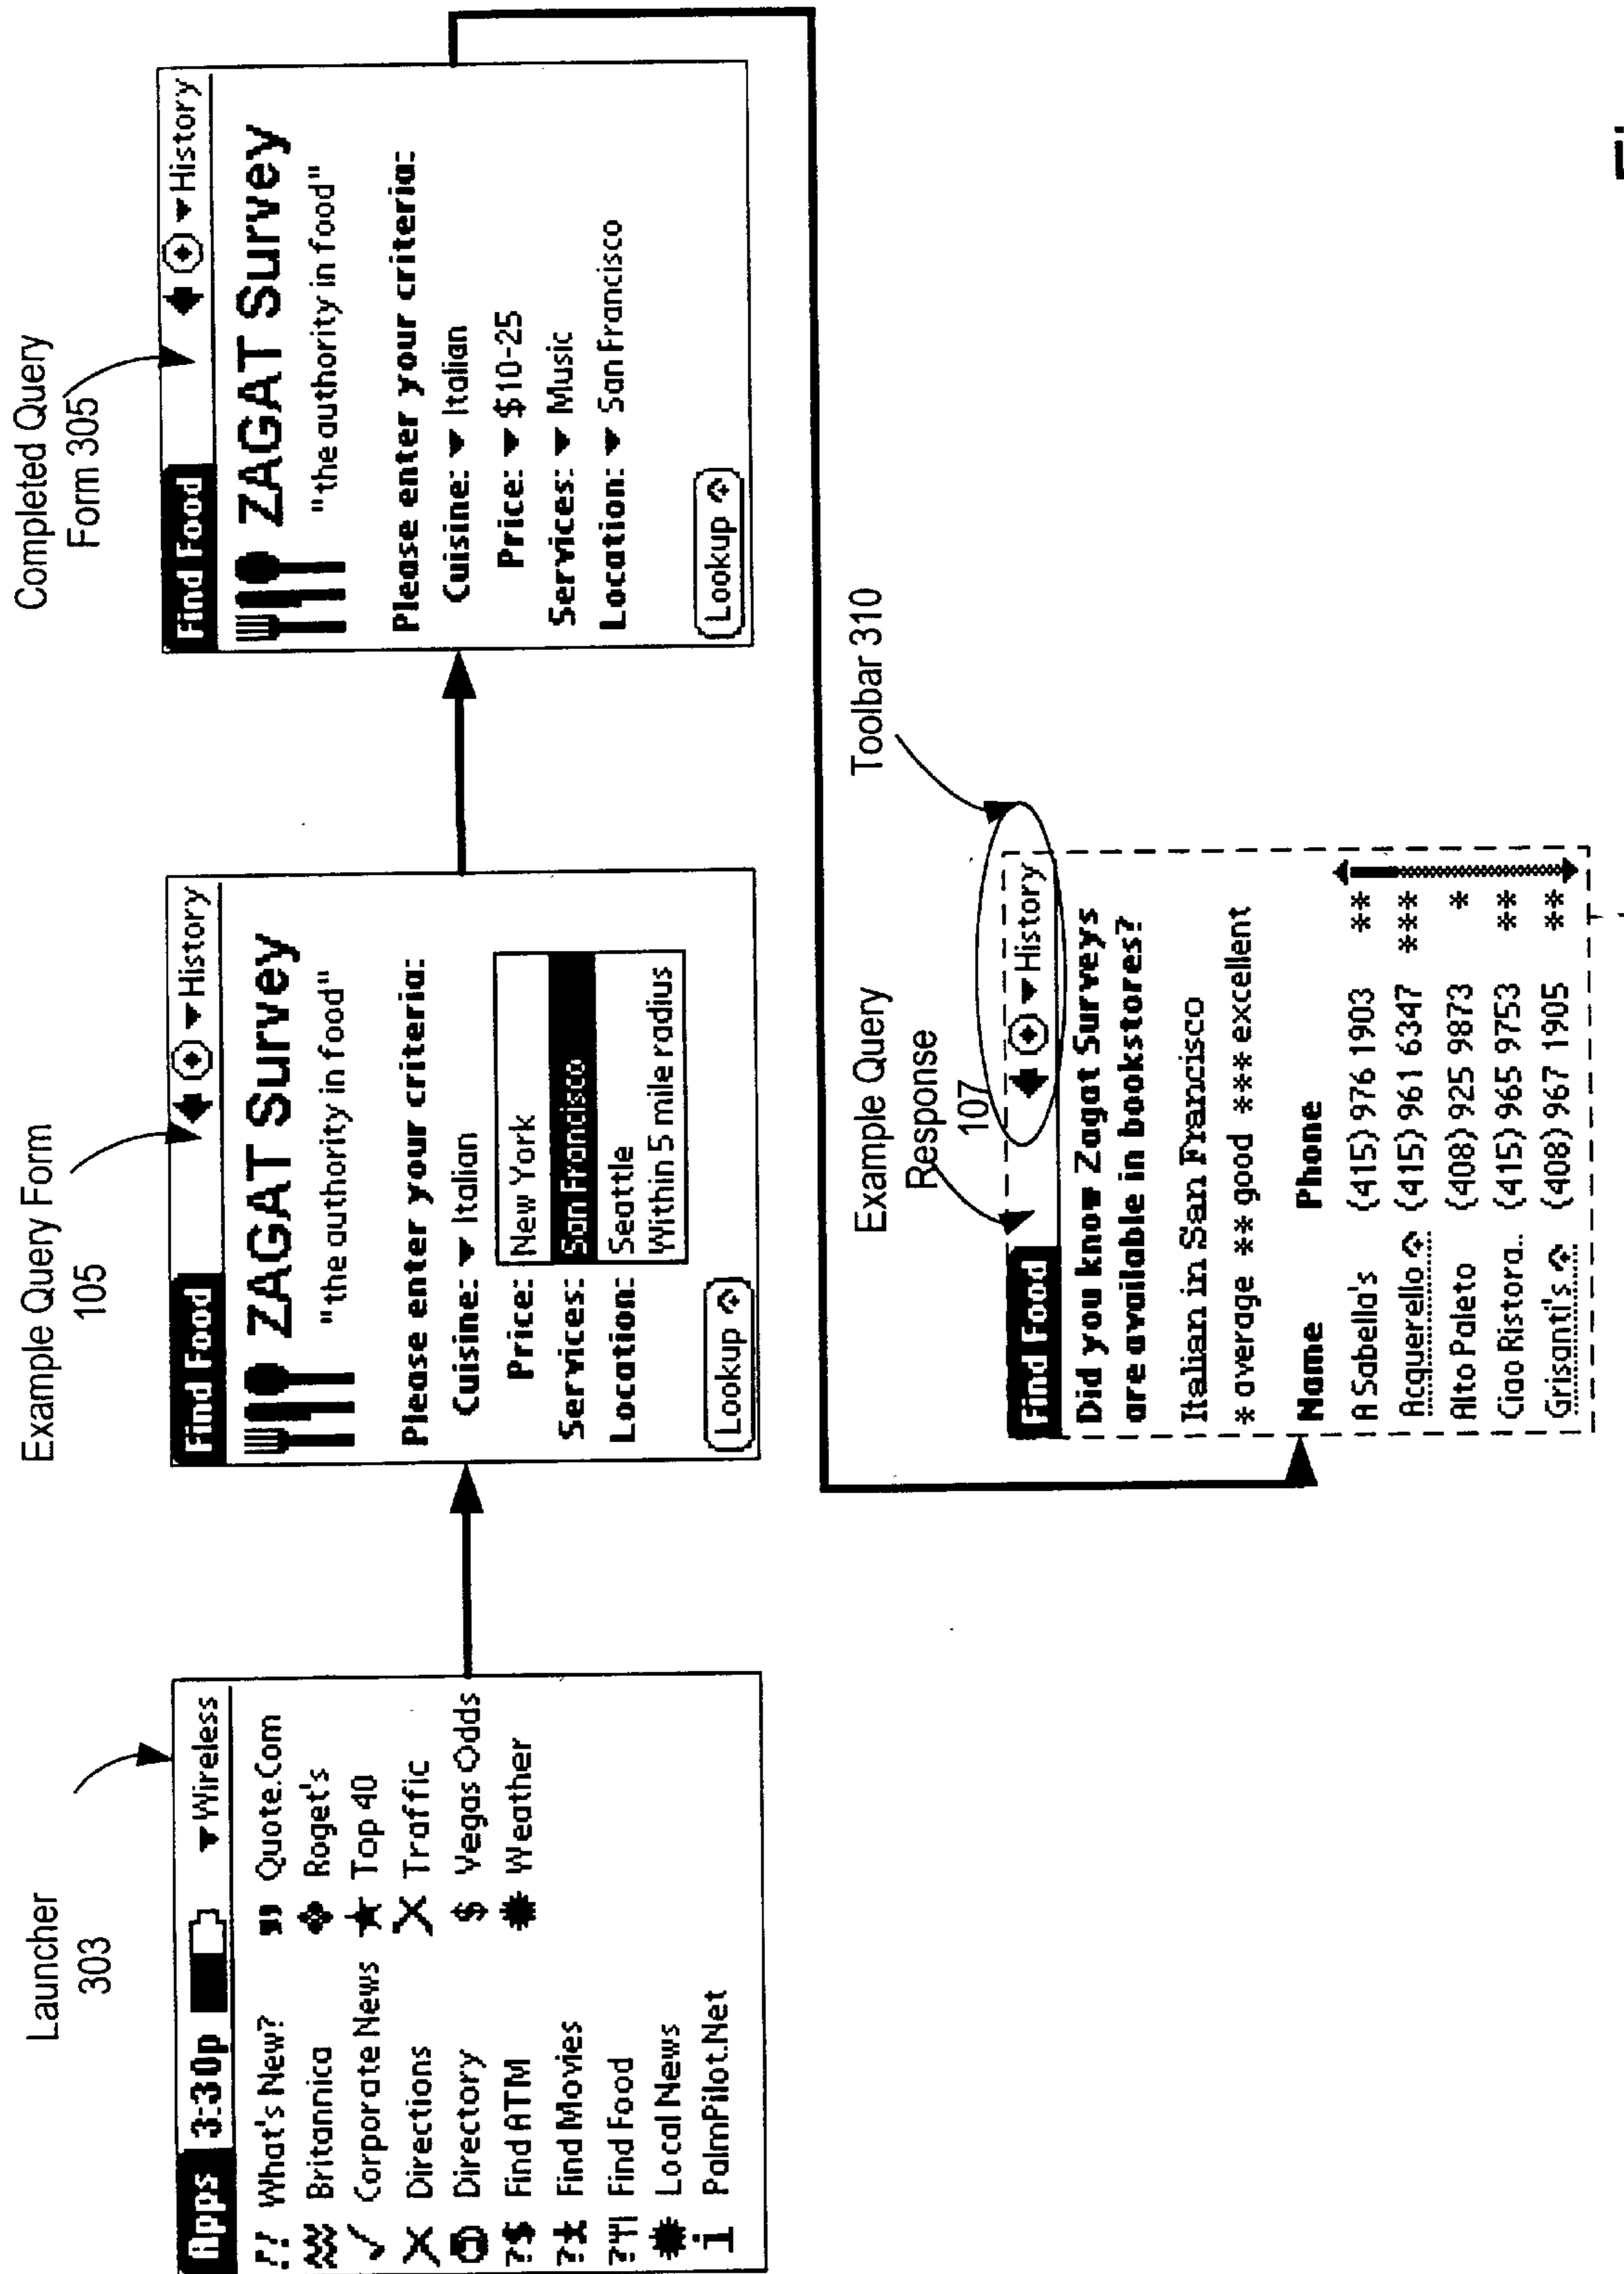 Launcher
303
Apps 3:30p Wireless
What's New? Quote.Com
Britannica Roget's
Corporate News Top 40
Directions Traffic
Directory $ Vegas Odds
?$ Find ATM Weather
Find Movies
Find Food
Local News
i PalmPilot.Net
Example Query Form
105
Find Food History
ZAGAT Survey
"the authority in food"
Please enter your criteria:
Cuisine: Italian
Price: New York
Services: San Francisco
Location: Seattle
Within 5 mile radius
Lookup
Completed Query
Form 305
Find Food History
ZAGAT Survey
"the authority in food"
Please enter your criteria:
Cuisine: Italian
Price: $10-25
Services: Music
Location: San Francisco
Lookup
Example Query
Response
107
Toolbar 310
Find Food History
Did you know Zagat Surveys
are available in bookstores?
Italian in San Francisco
* average ** good *** excellent
Name Phone
A Sabella's (415) 976 1903 **
Acquerello (415) 961 6347 ***
Alto Paleto (408) 925 9873 *
Ciao Ristora.. (415) 965 9753 **
Grisanti's (408) 967 1905 **